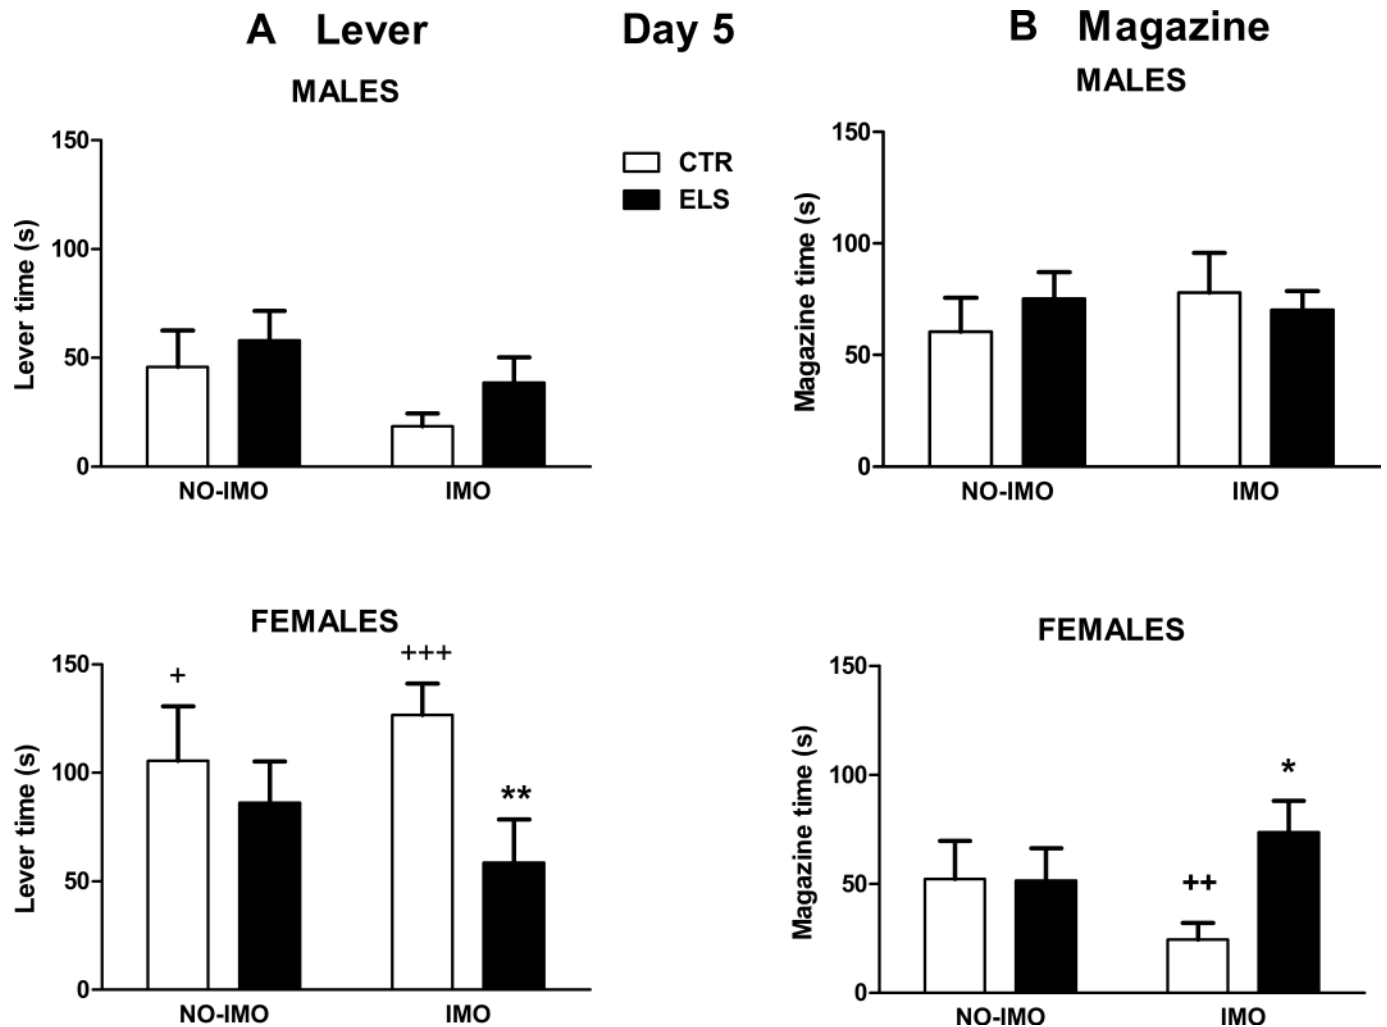 A Lever
Day 5
B Magazine
MALES
150
100
50
0
Lever time (s)
NO-IMO
IMO
CTR
ELS
MALES
150
100
50
0
Magazine time (s)
NO-IMO
IMO
FEMALES
150
100
50
0
Lever time (s)
+
+++
**
NO-IMO
IMO
FEMALES
150
100
50
0
Magazine time (s)
++
*
NO-IMO
IMO